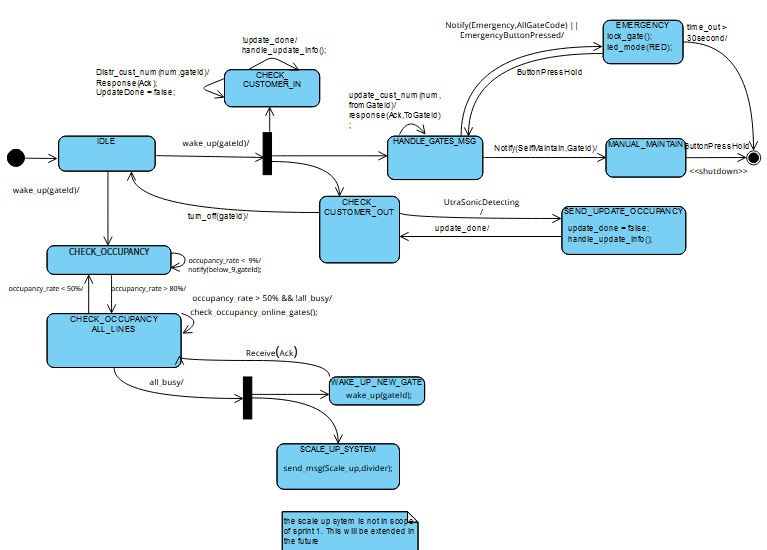 Notify(Emergency,AllGateCode) ||
EmergencyButtonPressed/
EMERGENCY
lock_gate();
led_mode(RED);
time_out >
30second/
!update_done/
handle_update_info();
Distr_cust_num(num,gateId)/
Response(Ack);
UpdateDone = false;
CHECK_
CUSTOMER_IN
ButtonPressHold
update_cust_num(num,
fromGateId)/
response(Ack,ToGateId)
;
IDLE
wake_up(gateId)/
HANDLE_GATES_MSG
Notify(SelfMaintain,GateId)/
MANUAL_MAINTAIN
ButtonPressHold
<<shutdown>>
wake_up(gateId)/
turn_off(gateId)/
CHECK_
CUSTOMER_OUT
UtraSonicDetecting
/
update_done/
SEND_UPDATE_OCCUPANCY
update_done = false;
handle_update_info();
CHECK_OCCUPANCY
occupancy_rate < 9%/
notify(below_9,gateId);
occupancy_rate < 50%/
occupancy_rate > 80%/
occupancy_rate > 50% && !all_busy/
check_occupancy_online_gates();
CHECK_OCCUPANCY
ALL_LINES
Receive(Ack)
all_busy/
WAKE_UP_NEW_GATE
wake_up(gateId);
SCALE_UP_SYSTEM
send_msg(Scale_up,divider);
the scale up sytem is not in scope
of sprint 1. This will be extended in
the future